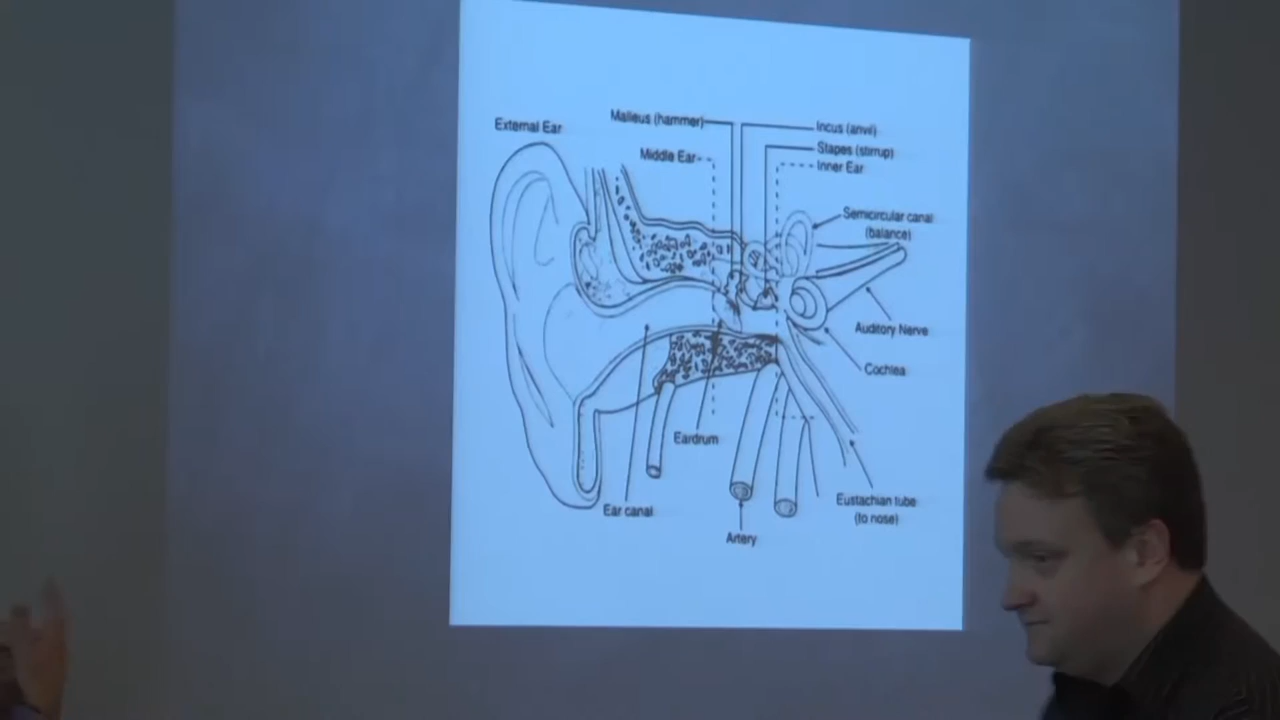 External Ear
Malleus (hammer)
Incus (anvil)
Stapes (stirrup)
Middle Ear
Inner Ear
Semicircular canal
(balance)
Auditory Nerve
Cochlea
Eardrum
Ear canal
Eustachian tube
(to nose)
Artery